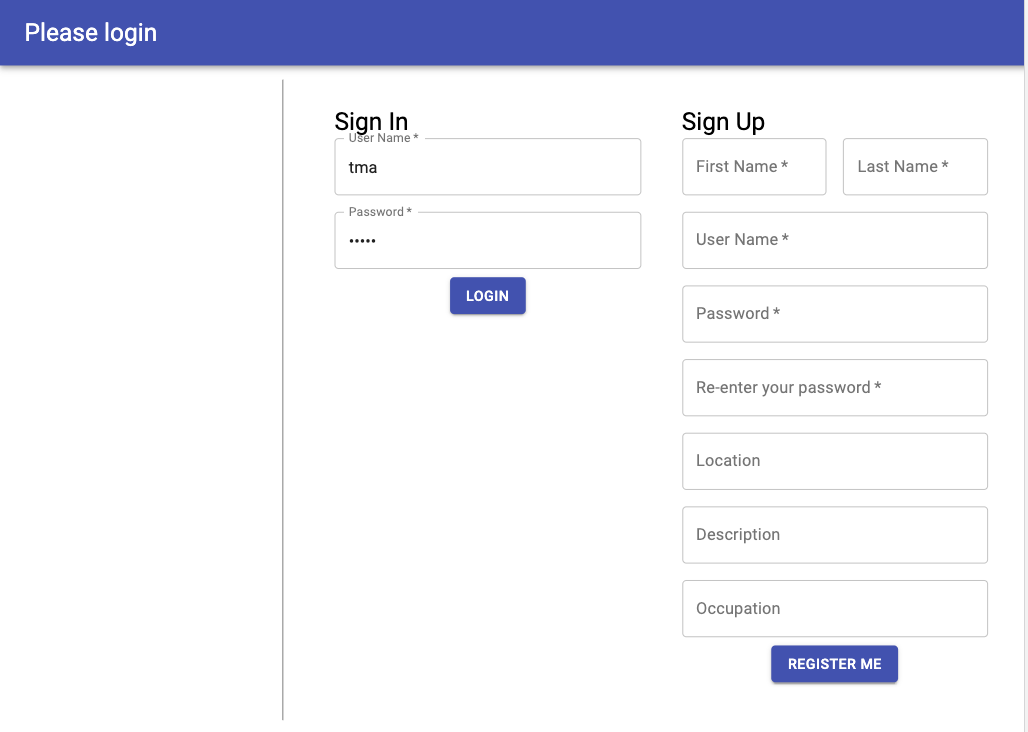 Please login
Sign In
User Name *
tma
Password *
•••••
LOGIN
Sign Up
First Name *
Last Name *
User Name *
Password *
Re-enter your password *
Location
Description
Occupation
REGISTER ME